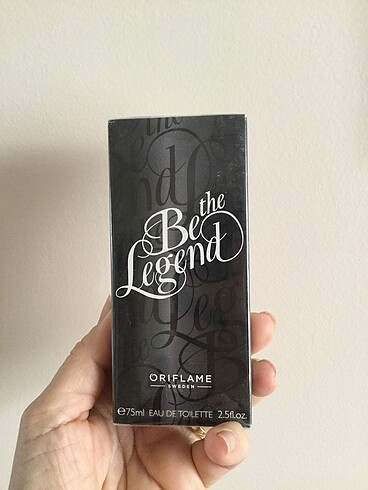 Be the
Legend
ORIFLAME
SWEDEN
℮75ml EAU DE TOILETTE 2.5fl.oz.